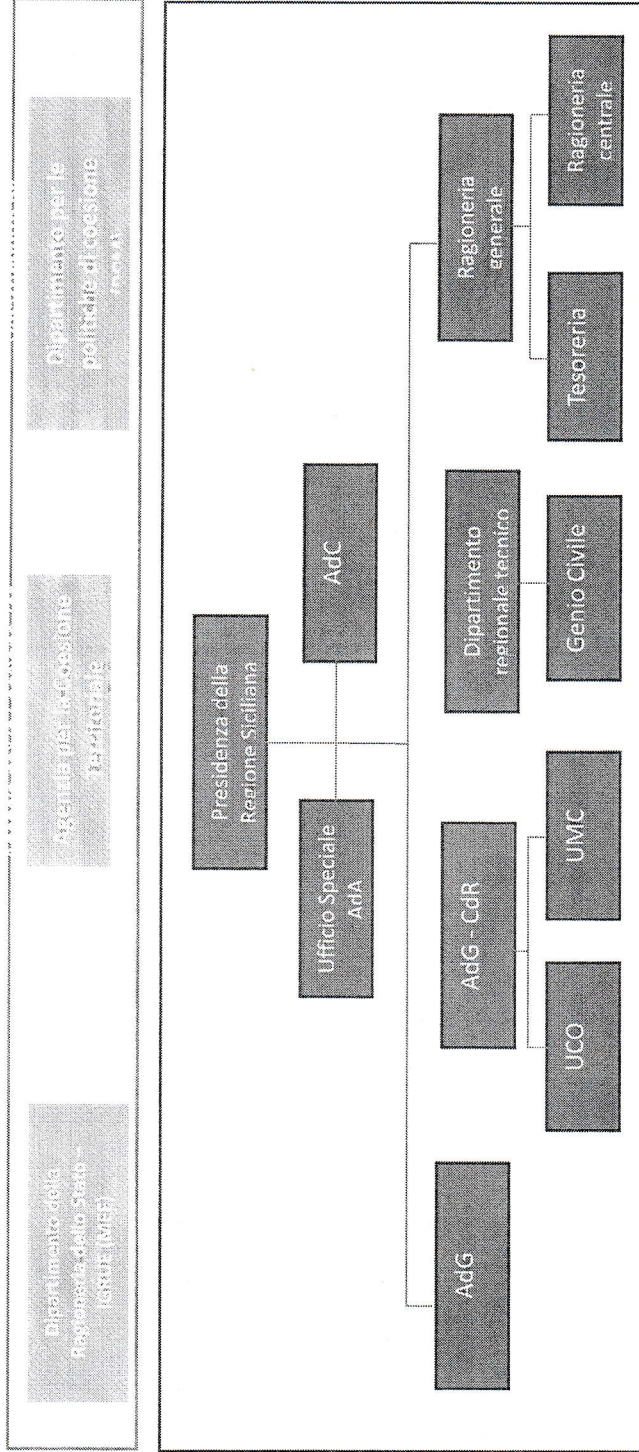 Dipartimento della
Ragioneria dello Stato –
IGRUE (MEF)
Agenzia per la Coesione
Territoriale
Dipartimento per le
politiche di coesione
Presidenza della
Regione Siciliana
Ufficio Speciale
AdA
AdC
AdG
AdG - CdR
UCO
UMC
Dipartimento
regionale tecnico
Genio Civile
Ragioneria
generale
Tesoreria
Ragioneria
centrale